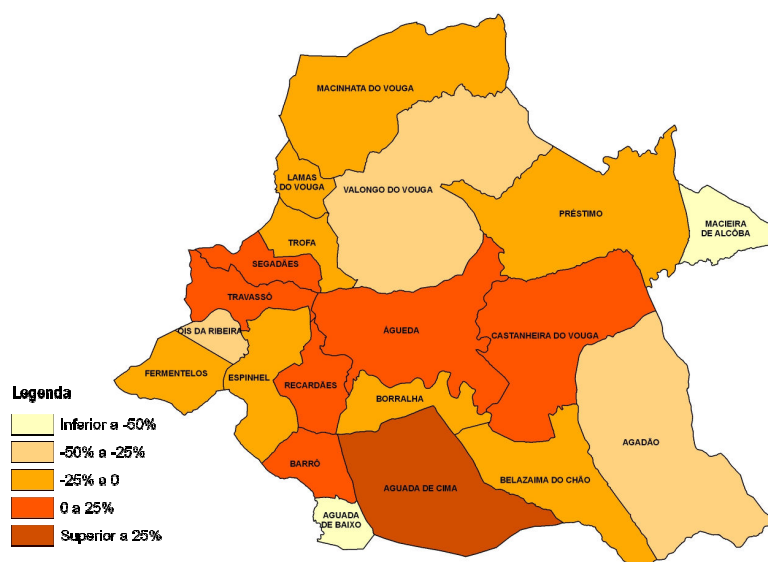 MACINHATA DO VOUGA
LAMAS
DO VOUGA
VALONGO DO VOUGA
PRÉSTIMO
MACIEIRA
DE ALCÔBA
TROFA
SEGADÃES
TRAVASSÔ
ÓIS DA RIBEIRA
ÁGUEDA
CASTANHEIRA DO VOUGA
FERMENTELOS
ESPINHEL
RECARDÃES
BORRALHA
AGADÃO
BARRÔ
AGUADA DE CIMA
BELAZAIMA DO CHÃO
AGUADA
DE BAIXO
Legenda
Inferior a -50%
-50% a -25%
-25% a 0
0 a 25%
Superior a 25%